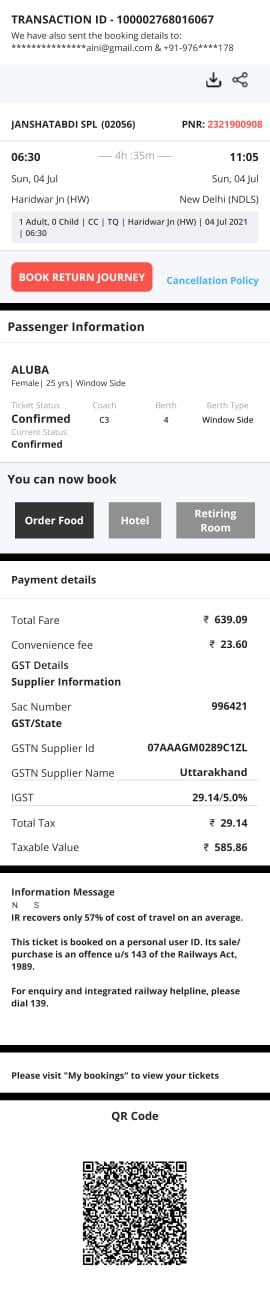 TRANSACTION ID - 100002768016067
We have also sent the booking details to:
***************aini@gmail.com & +91-976****178
JANSHATABDI SPL (02056) PNR: 2321900908
06:30 4h :35m 11:05
Sun, 04 Jul Sun, 04 Jul
Haridwar Jn (HW) New Delhi (NDLS)
1 Adult, 0 Child | CC | TQ | Haridwar Jn (HW) | 04 Jul 2021
| 06:30
BOOK RETURN JOURNEY Cancellation Policy
Passenger Information
ALUBA
Female| 25 yrs| Window Side
Ticket Status Coach Berth Berth Type
Confirmed C3 4 Window Side
Current Status
Confirmed
You can now book
Order Food Hotel Retiring
Room
Payment details
Total Fare ₹ 639.09
Convenience fee ₹ 23.60
GST Details
Supplier Information
Sac Number 996421
GST/State
GSTN Supplier Id 07AAAGM0289C1ZL
GSTN Supplier Name Uttarakhand
IGST 29.14/5.0%
Total Tax ₹ 29.14
Taxable Value ₹ 585.86
Information Message
N S
IR recovers only 57% of cost of travel on an average.
This ticket is booked on a personal user ID. Its sale/
purchase is an offence u/s 143 of the Railways Act,
1989.
For enquiry and integrated railway helpline, please
dial 139.
Please visit "My bookings" to view your tickets
QR Code